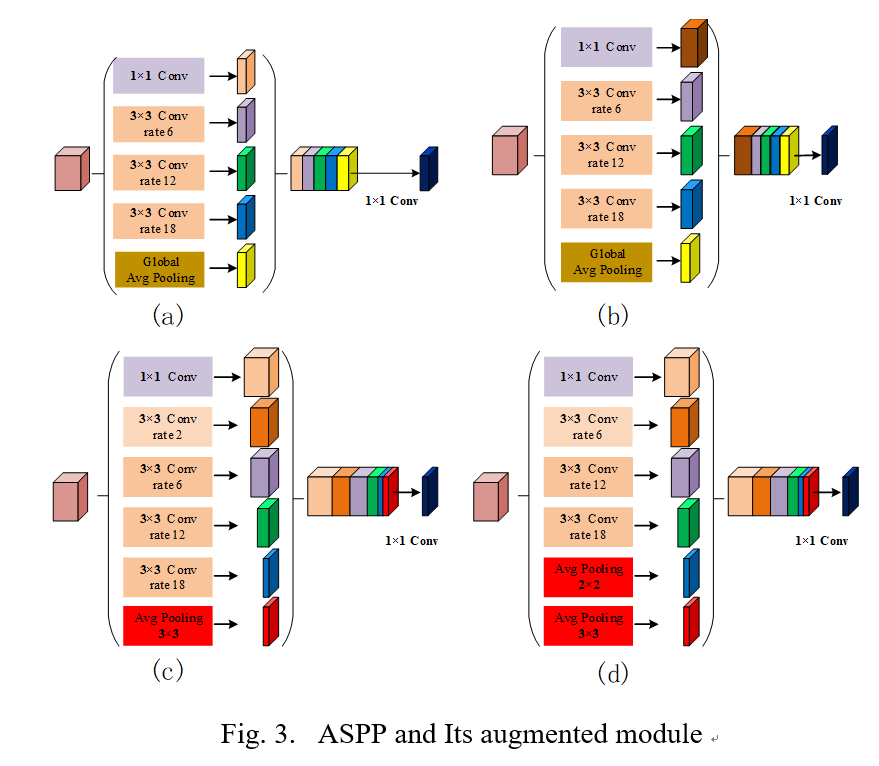 1×1 Conv
3×3 Conv
rate 6
3×3 Conv
rate 12
3×3 Conv
rate 18
Global
Avg Pooling
1×1 Conv
(a)
1×1 Conv
3×3 Conv
rate 6
3×3 Conv
rate 12
3×3 Conv
rate 18
Global
Avg Pooling
1×1 Conv
(b)
1×1 Conv
3×3 Conv
rate 2
3×3 Conv
rate 6
3×3 Conv
rate 12
3×3 Conv
rate 18
Avg Pooling
3×3
1×1 Conv
(c)
1×1 Conv
3×3 Conv
rate 6
3×3 Conv
rate 12
3×3 Conv
rate 18
Avg Pooling
2×2
Avg Pooling
3×3
1×1 Conv
(d)
Fig. 3. ASPP and Its augmented module